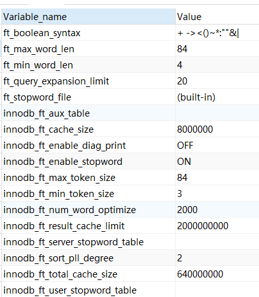 Variable_name Value
ft_boolean_syntax + -><()~*:""&|
ft_max_word_len 84
ft_min_word_len 4
ft_query_expansion_limit 20
ft_stopword_file (built-in)
innodb_ft_aux_table
innodb_ft_cache_size 8000000
innodb_ft_enable_diag_print OFF
innodb_ft_enable_stopword ON
innodb_ft_max_token_size 84
innodb_ft_min_token_size 3
innodb_ft_num_word_optimize 2000
innodb_ft_result_cache_limit 2000000000
innodb_ft_server_stopword_table
innodb_ft_sort_pll_degree 2
innodb_ft_total_cache_size 640000000
innodb_ft_user_stopword_table